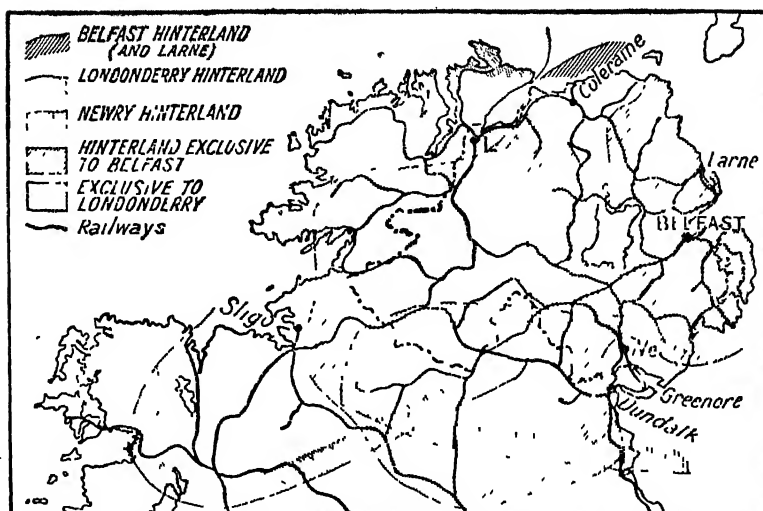 BELFAST HINTERLAND
(AND LARNE)
LONDONDERRY HINTERLAND
NEWRY HINTERLAND
HINTERLAND EXCLUSIVE
TO BELFAST
EXCLUSIVE TO
LONDONDERRY
Railways
Coleraine
L
Larne
BELFAST
Sligo
Greenore
Dundalk